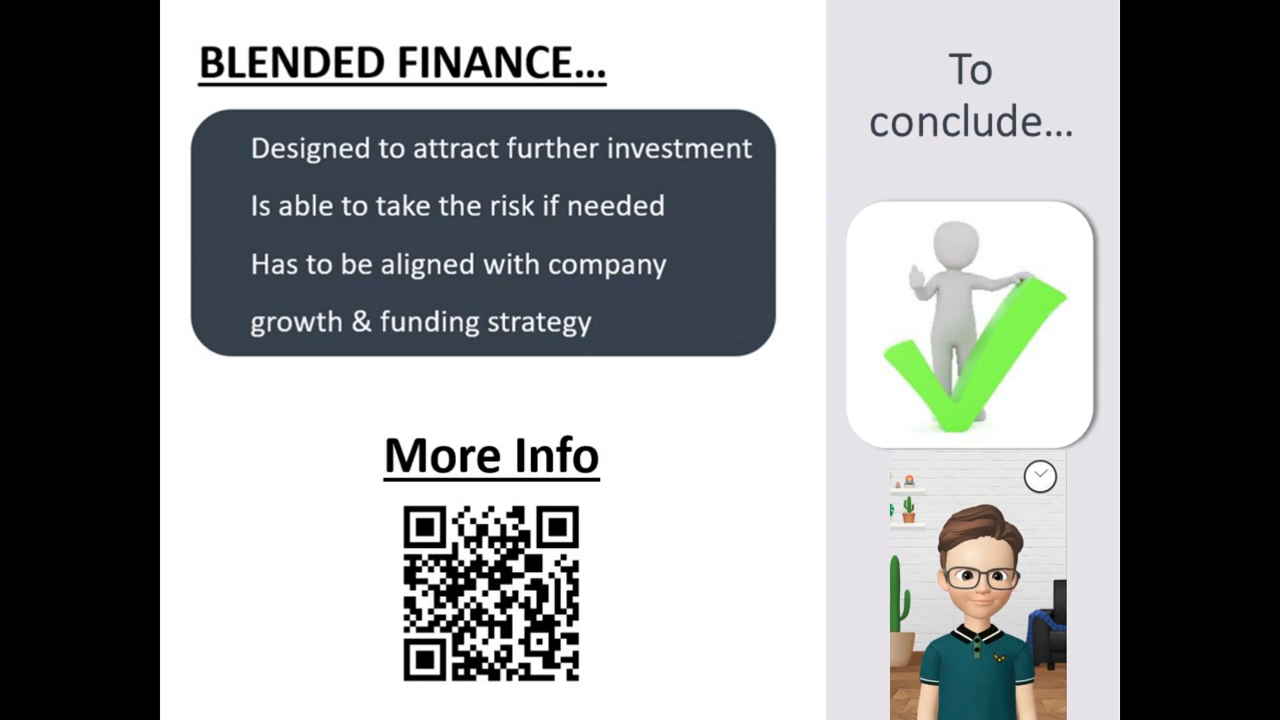 BLENDED FINANCE...
Designed to attract further investment
Is able to take the risk if needed
Has to be aligned with company
growth & funding strategy
More Info
To
conclude...